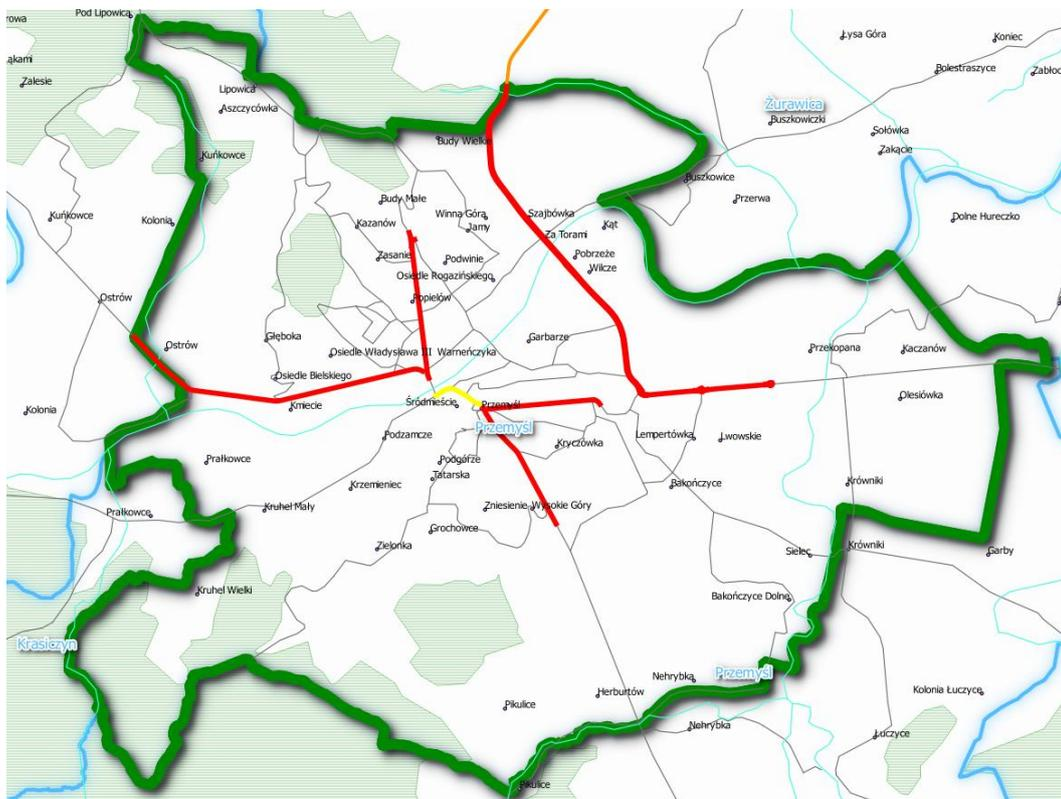 Pod Lipowicą
rowa
ąkami
Zalesie
Łysa Góra
Koniec
Bolestraszyce
Zabłoc
Lipowica
Aszczycówka
Żurawica
Buszkowiczki
Budy Wielkie
Sołówka
Zakącie
Kuńkowce
Buszkowice
Kuńkowce
Kolonia
Budy Małe
Przerwa
Kazanów
Winna Góra
Jamy
Szajbówka
Kąt
Dolne Hureczko
Za Torami
Zasanie
Podwinie
Pobrzeże
Wilcze
Osiedle Rogazińskiego
Ostrów
Popielów
Głęboka
Garbarze
Ostrów
Osiedle Władysława III Warneńczyka
Przekopana
Kaczanów
Osiedle Bielskiego
Olesiówka
Kolonia
Kmiecie
Śródmieście
Przemyśl
Przemyśl
Podzamcze
Lempertówka
Lwowskie
Kryczówka
Prałkowce
Podgórze
Tatarska
Krzemieniec
Bakończyce
Krówniki
Prałkowce
Kruhel Mały
Zniesienie
Wysokie Góry
Grochowce
Zielonka
Sielec
Krówniki
Garby
Kruhel Wielki
Bakończyce Dolne
Krasiczyn
Nehrybka
Przemyśl
Herburtów
Kolonia Łuczyce
Pikulice
Nehrybka
Łuczyce
Pikulice